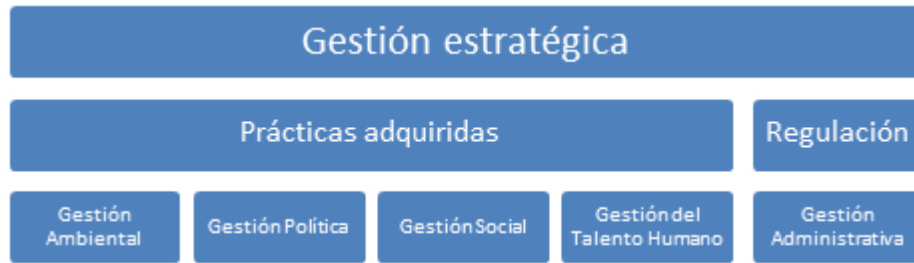 Gestión estratégica
Prácticas adquiridas
Regulación
Gestión
Ambiental
Gestión Política
Gestión Social
Gestión del
Talento Humano
Gestión
Administrativa